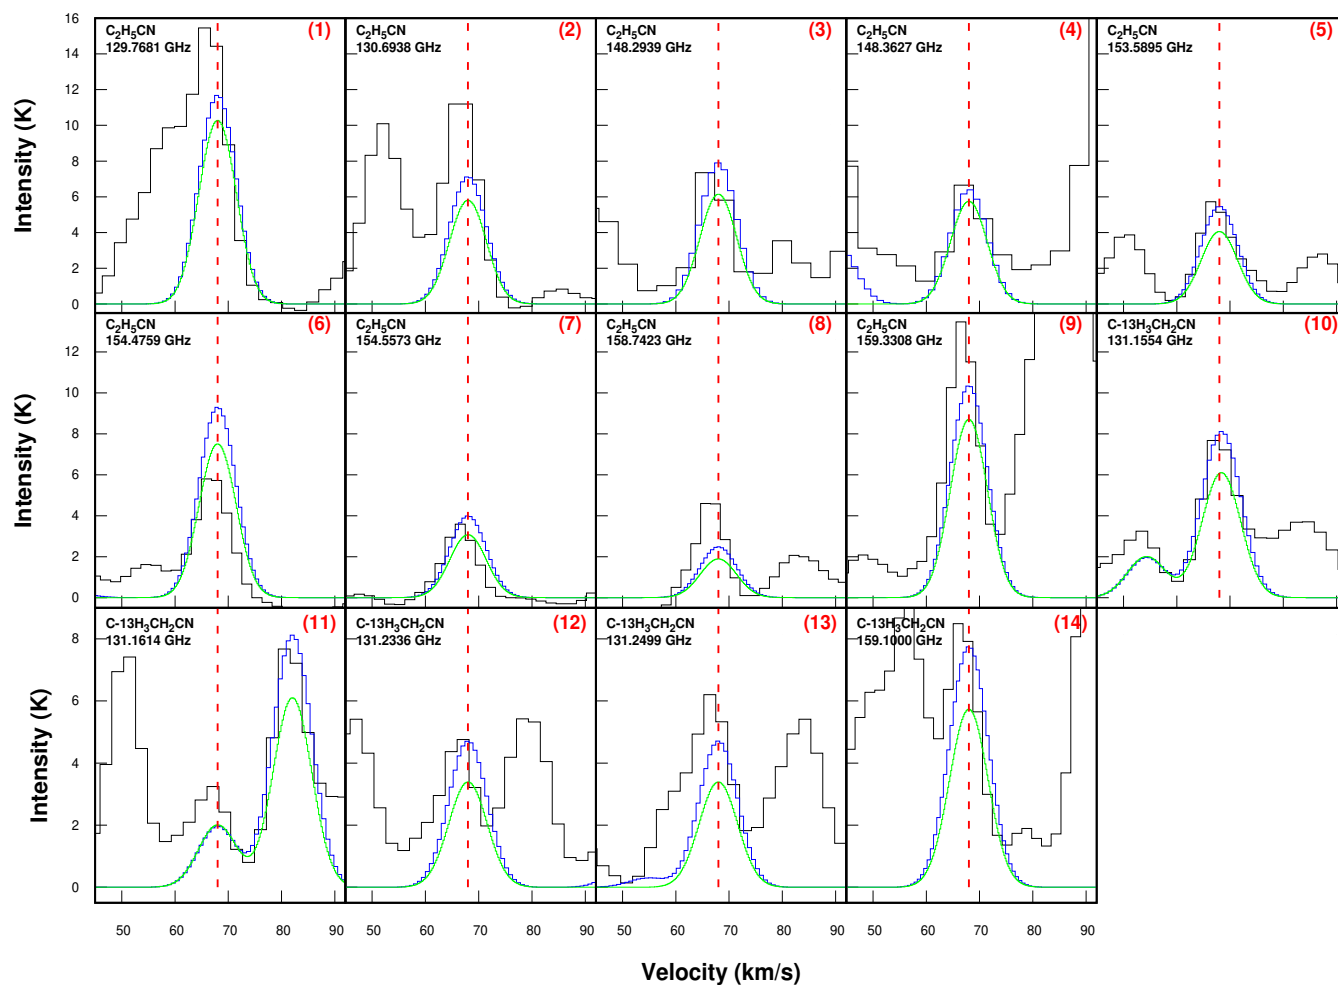 C2H5CN
129.7681 GHz
(1)
C2H5CN
130.6938 GHz
(2)
C2H5CN
148.2939 GHz
(3)
C2H5CN
148.3627 GHz
(4)
C2H5CN
153.5895 GHz
(5)
16
14
12
10
8
6
4
2
0
Intensity (K)
50 60 70 80 90
C2H5CN
154.4759 GHz
(6)
C2H5CN
154.5573 GHz
(7)
C2H5CN
158.7423 GHz
(8)
C2H5CN
159.3308 GHz
(9)
C-13H3CH2CN
131.1554 GHz
(10)
12
10
8
6
4
2
0
Intensity (K)
C-13H3CH2CN
131.1614 GHz
(11)
C-13H3CH2CN
131.2336 GHz
(12)
C-13H3CH2CN
131.2499 GHz
(13)
C-13H3CH2CN
159.1000 GHz
(14)
8
6
4
2
0
Intensity (K)
50 60 70 80 90
50 60 70 80 90
50 60 70 80 90
50 60 70 80 90
Velocity (km/s)